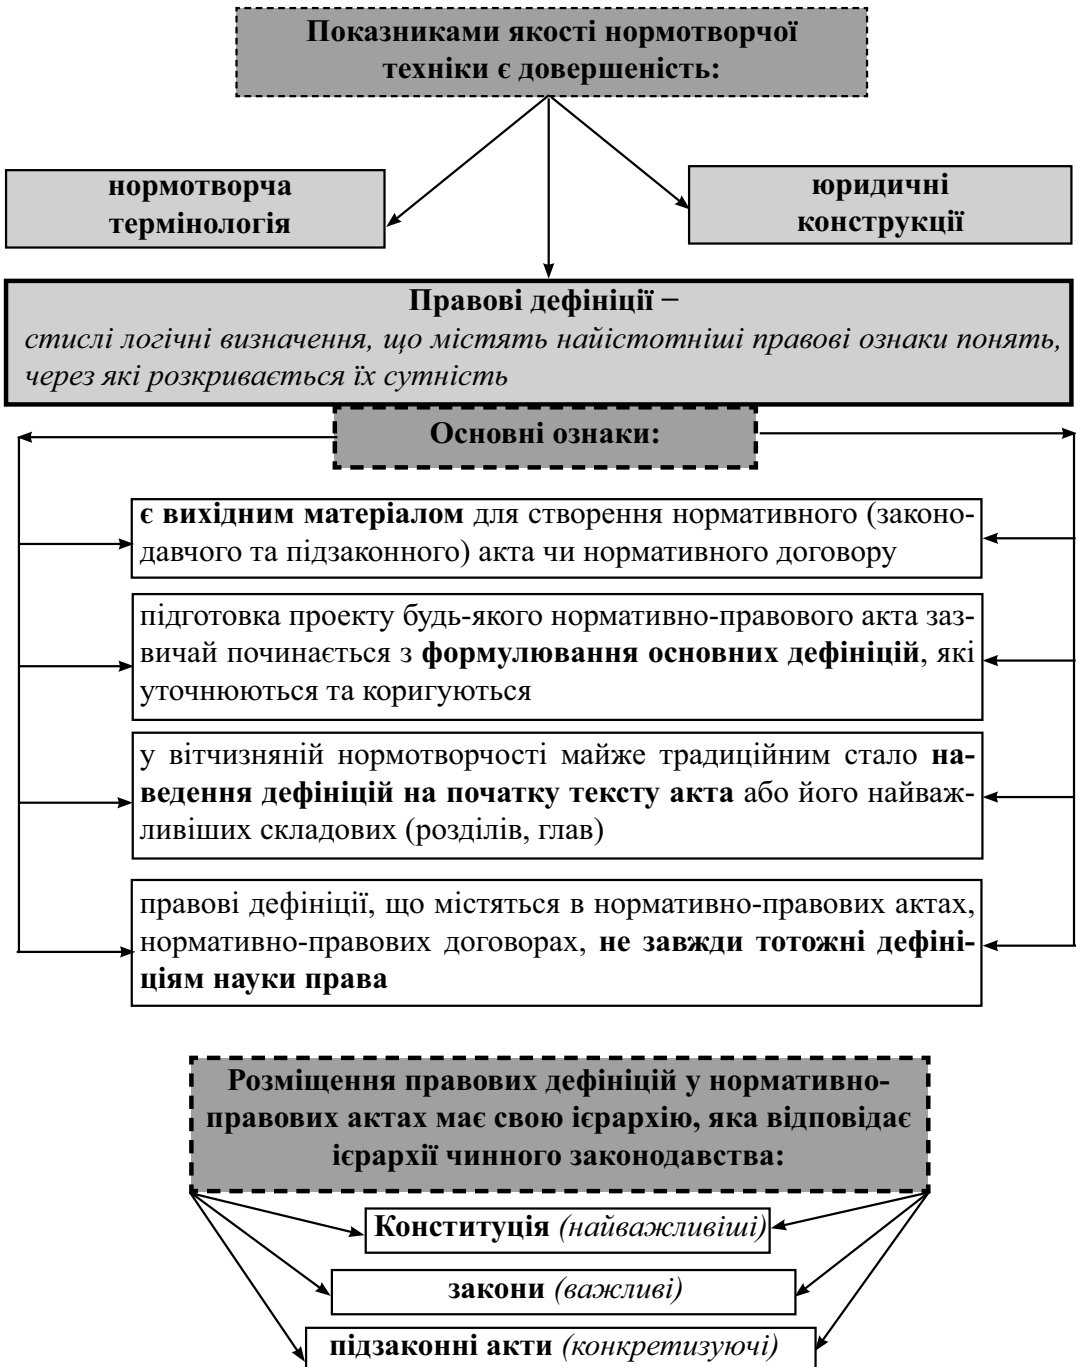 Показниками якості нормотворчої
техніки є довершеність:
нормотворча
термінологія
юридичні
конструкції
Правові дефініції −
стислі логічні визначення, що містять найістотніші правові ознаки понять,
через які розкривається їх сутність
Основні ознаки:
є вихідним матеріалом для створення нормативного (законо-
давчого та підзаконного) акта чи нормативного договору
підготовка проекту будь-якого нормативно-правового акта заз-
вичай починається з формулювання основних дефініцій, які
уточнюються та коригуються
у вітчизняній нормотворчості майже традиційним стало на-
ведення дефініцій на початку тексту акта або його найваж-
ливіших складових (розділів, глав)
правові дефініції, що містяться в нормативно-правових актах,
нормативно-правових договорах, не завжди тотожні дефіні-
ціям науки права
Розміщення правових дефініцій у нормативно-
правових актах має свою ієрархію, яка відповідає
ієрархії чинного законодавства:
Конституція (найважливіші)
закони (важливі)
підзаконні акти (конкретизуючі)